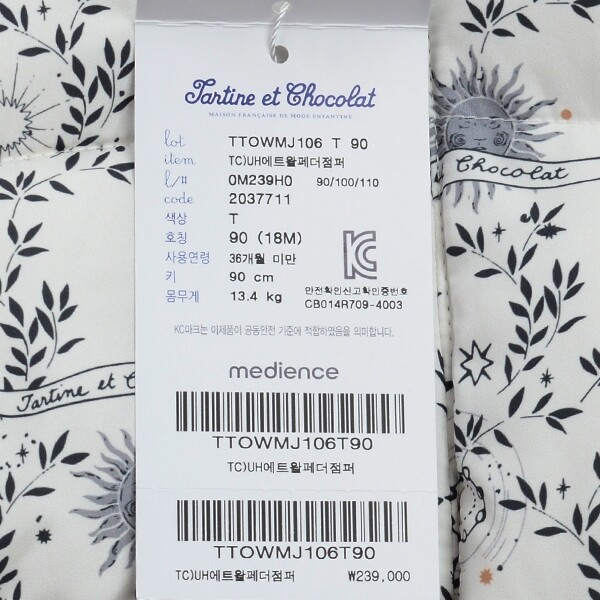 Tartine et Chocolat
MAISON FRANÇAISE DE MODE ENFANTINE
lot TTOWMJ106 T 90
item TC)UH에트왈페더점퍼
l/# 0M239H0 90/100/110
code 2037711
색상 T
호칭 90 (18M)
사용연령 36개월 미만
키 90 cm
몸무게 13.4 kg
안전확인신고확인증번호
CB014R709-4003
KC마크는 이제품이 공동안전 기준에 적합하였음을 의미합니다.
medience
TTOWMJ106T90
TC)UH에트왈페더점퍼
TTOWMJ106T90
TC)UH에트왈페더점퍼 ₩239,000
Chocolat
Tartine et C